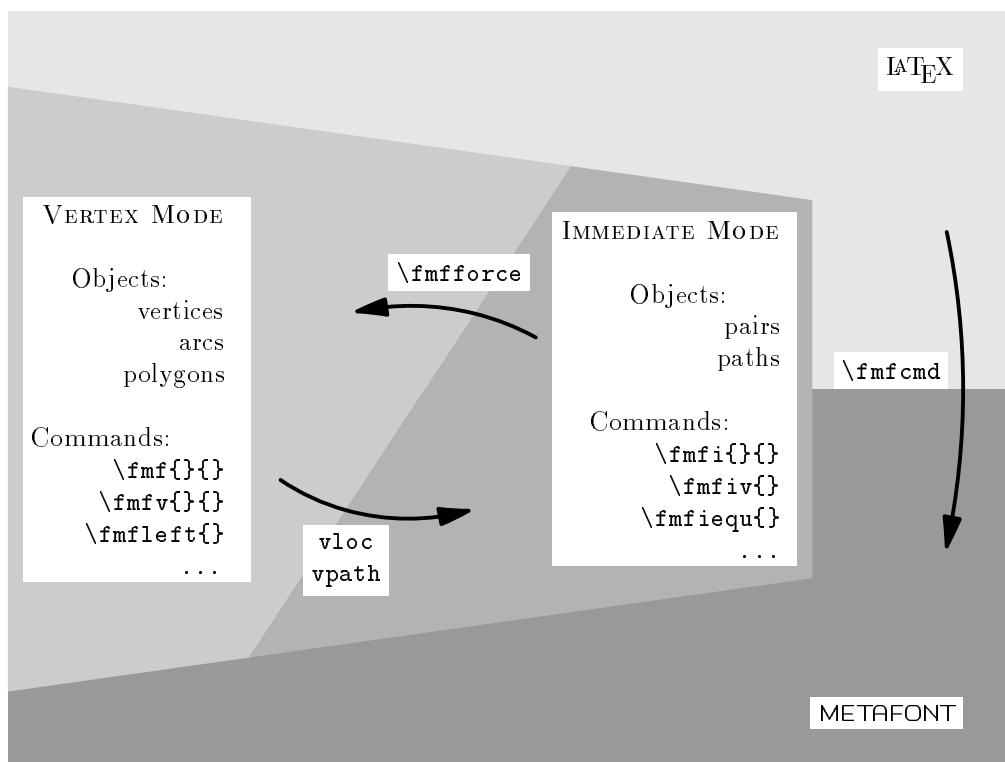 LATEX
VERTEX MODE
Objects:
vertices
arcs
polygons
Commands:
\fmf{}{}
\fmfv{}{}
\fmfleft{}
...
\fmfforce
vloc
vpath
IMMEDIATE MODE
Objects:
pairs
paths
Commands:
\fmfi{}{}
\fmfiv{}
\fmfiequ{}
...
\fmfcmd
METAFONT